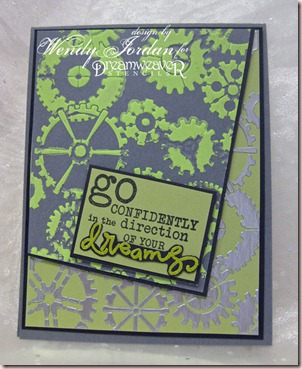 design by
Wendy Jordan for
Dreamweaver
STENCILS
go
CONFIDENTLY
in the direction
OF YOUR
dreams